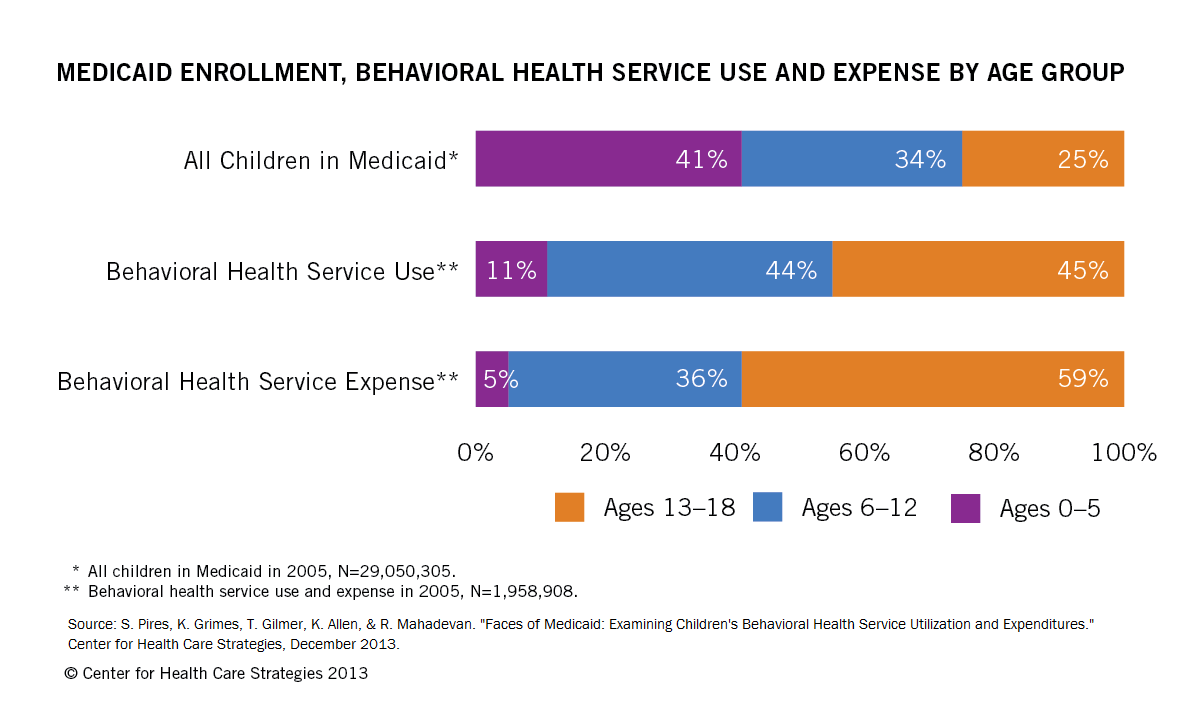 MEDICAID ENROLLMENT, BEHAVIORAL HEALTH SERVICE USE AND EXPENSE BY AGE GROUP
All Children in Medicaid* 41% 34% 25%
Behavioral Health Service Use** 11% 44% 45%
Behavioral Health Service Expense** 5% 36% 59%
0% 20% 40% 60% 80% 100%
Ages 13–18 Ages 6–12 Ages 0–5
* All children in Medicaid in 2005, N=29,050,305.
** Behavioral health service use and expense in 2005, N=1,958,908.
Source: S. Pires, K. Grimes, T. Gilmer, K. Allen, & R. Mahadevan. "Faces of Medicaid: Examining Children's Behavioral Health Service Utilization and Expenditures."
Center for Health Care Strategies, December 2013.
© Center for Health Care Strategies 2013